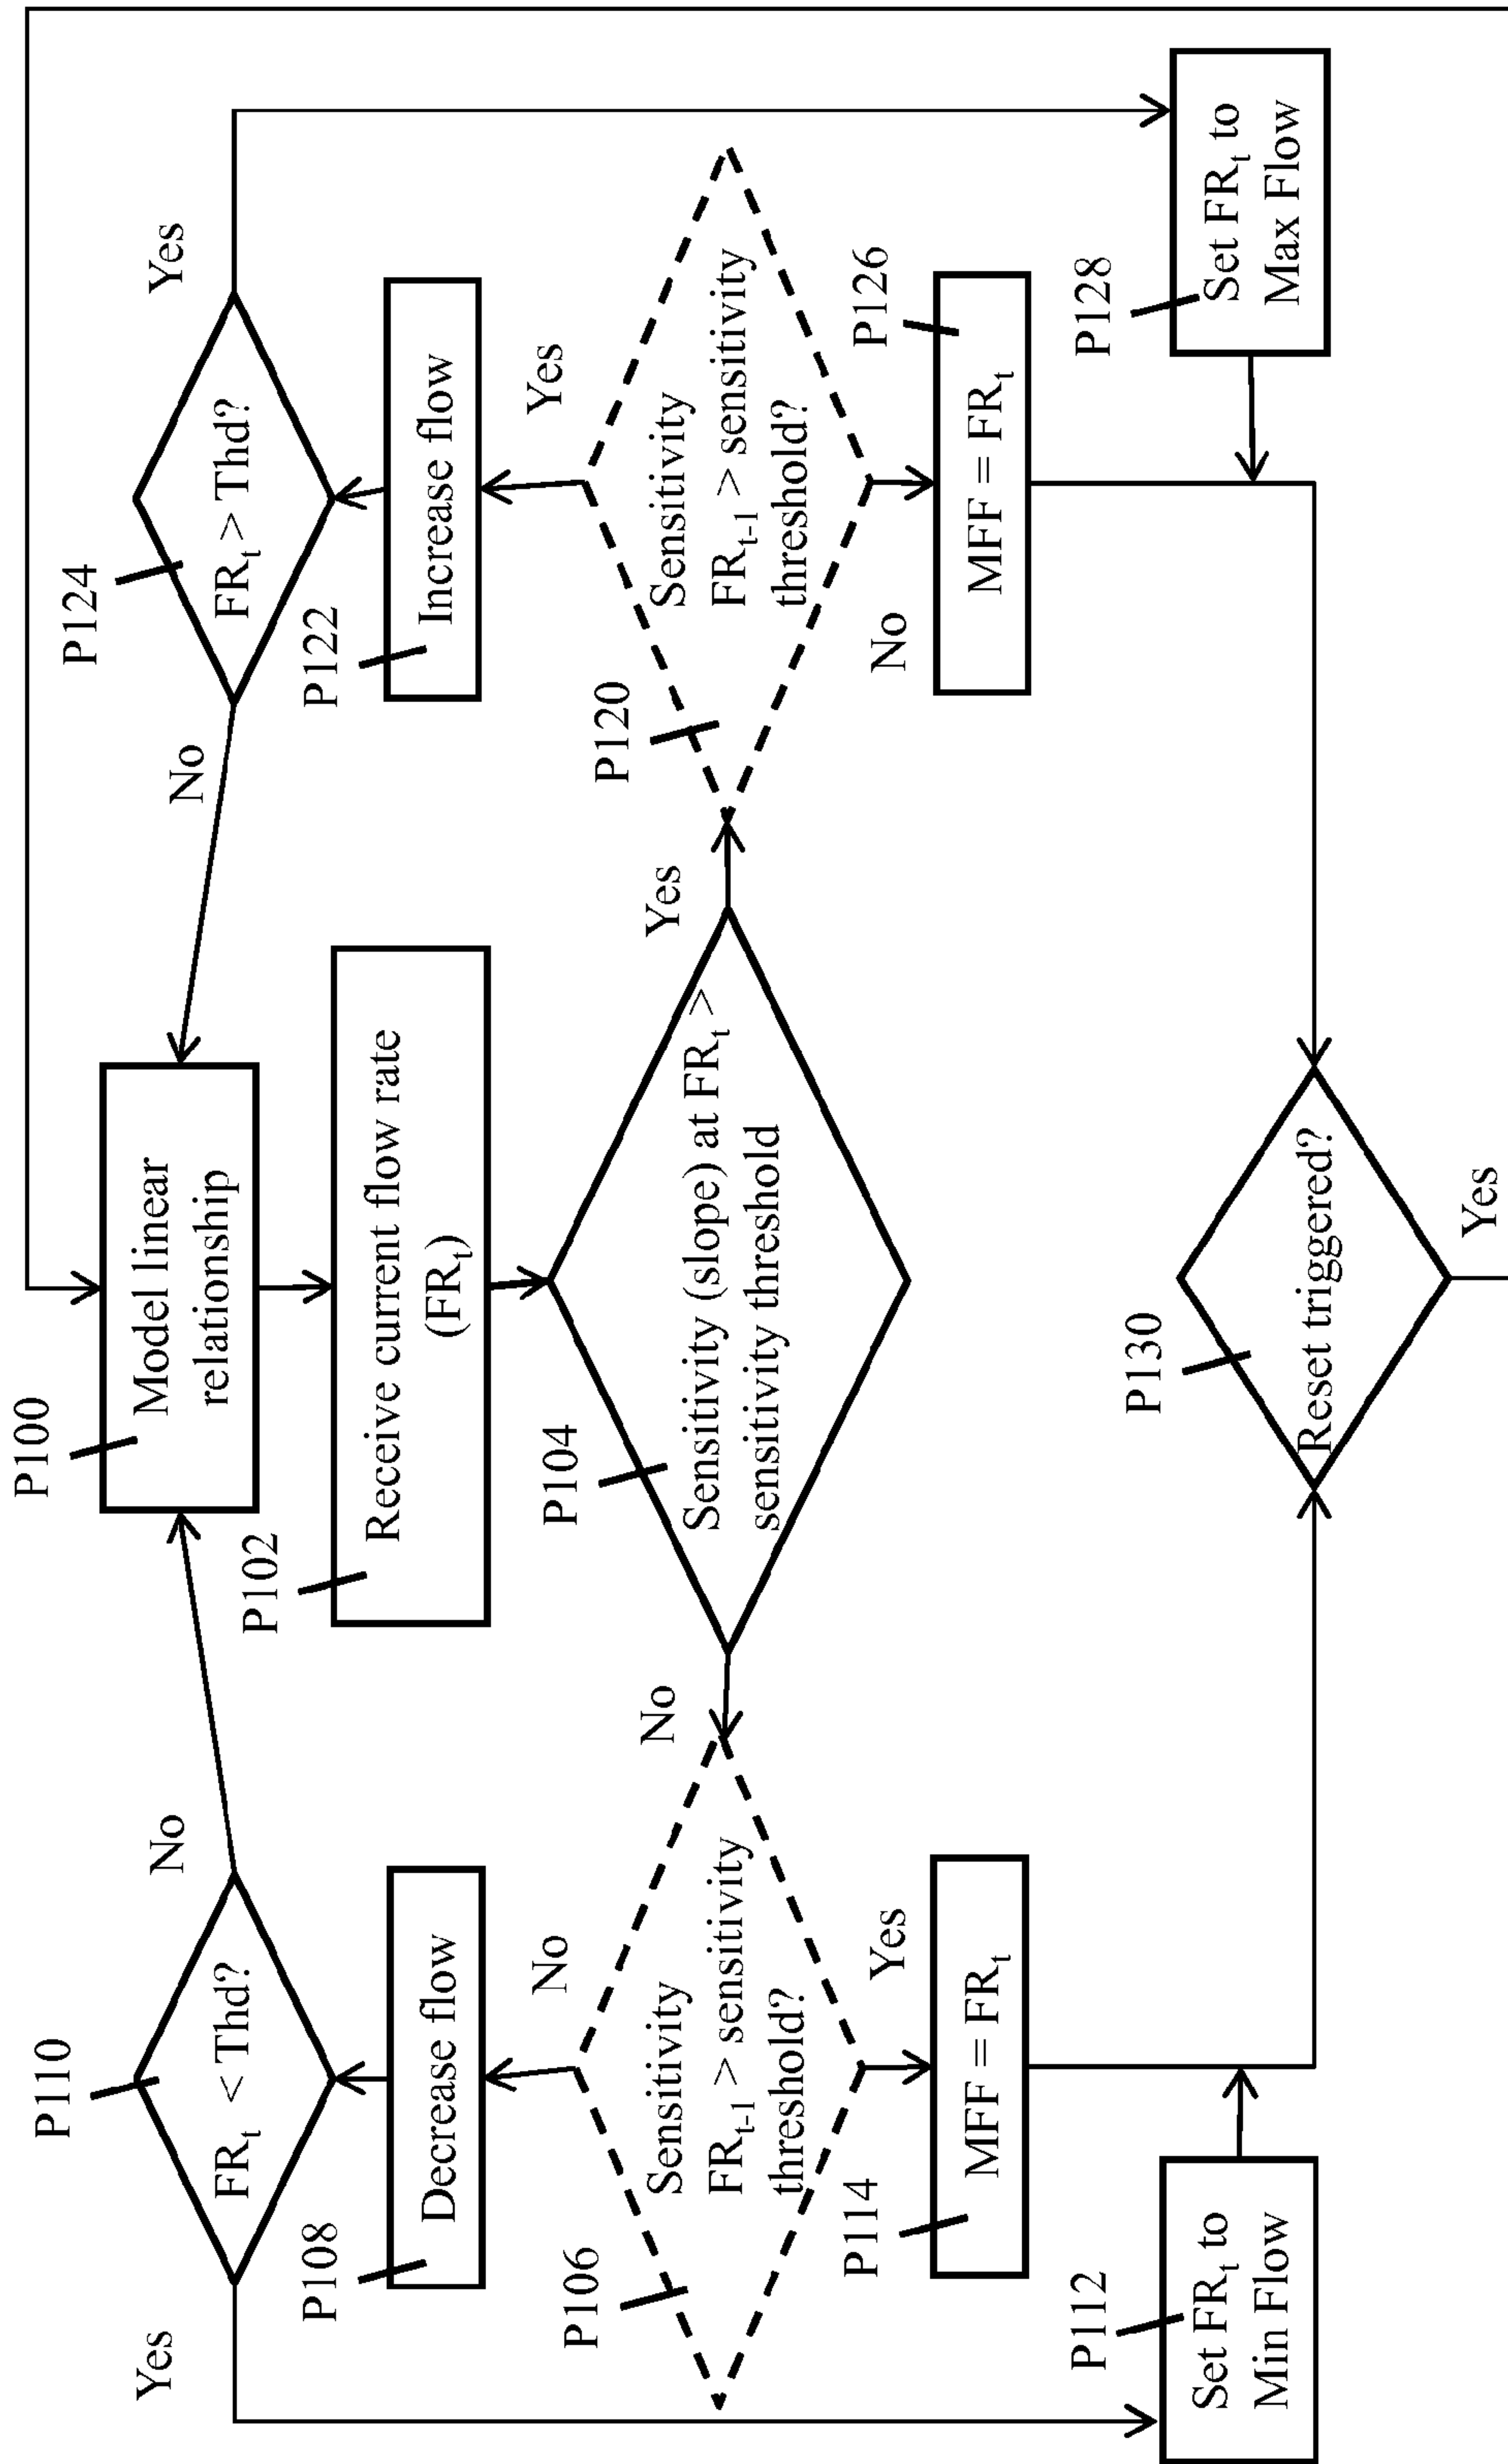 P100
Model linear
relationship
P102
Receive current flow rate
(FRt)
P104
Sensitivity (slope) at FRt >
sensitivity threshold
No
Yes
P106
Sensitivity
FRt-1 > sensitivity
threshold?
No
Yes
P108
Decrease flow
P110
FRt < Thd?
Yes
No
P112
Set FRt to
Min Flow
P114
MFF = FRt
P120
Sensitivity
FRt-1 > sensitivity
threshold?
Yes
No
P122
Increase flow
P124
FRt > Thd?
No
Yes
P126
MFF = FRt
P128
Set FRt to
Max Flow
P130
Reset triggered?
Yes